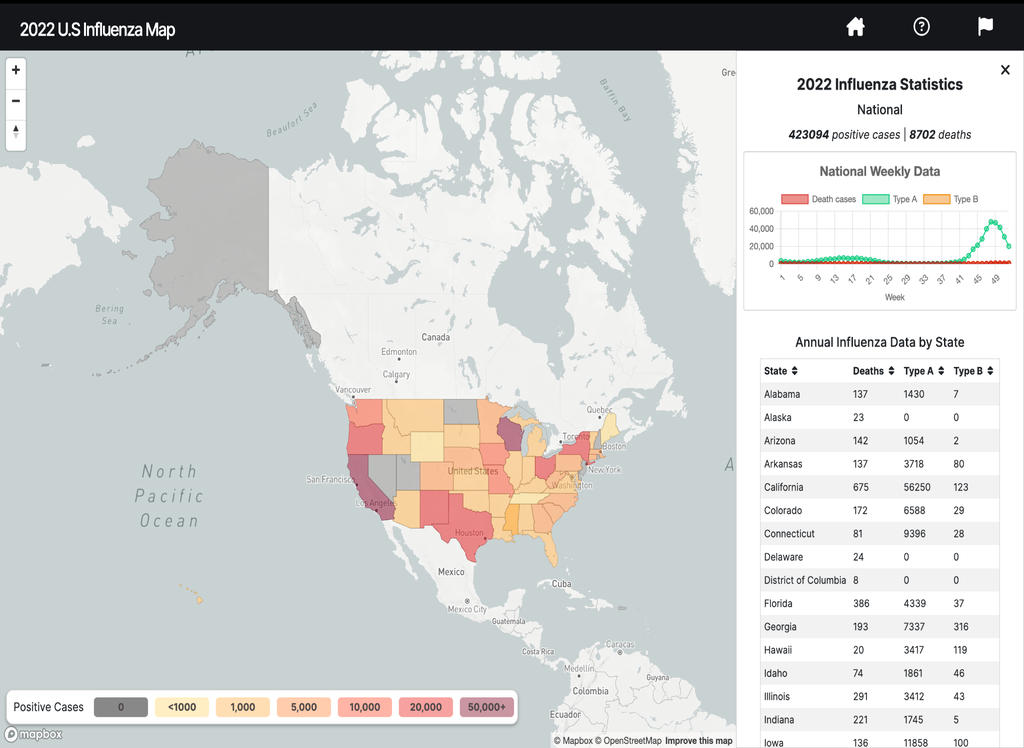 2022 U.S Influenza Map
Beaufort Sea
Baffin Bay
Gre
Bering
Sea
Canada
Edmonton
Calgary
Vancouver
Quebec
Toronto
Boston
New York
San Francisco
United States
Washington
Los Angeles
Houston
North
Pacific
Ocean
A
Mexico
Cuba
Mexico City
Guatemala
Costa Rica
Caracas
Medellín
Guyana
Colombia
Ecuador
Positive Cases 0 <1000 1,000 5,000 10,000 20,000 50,000+
mapbox
© Mapbox © OpenStreetMap Improve this map
2022 Influenza Statistics
National
423094 positive cases | 8702 deaths
National Weekly Data
Death cases Type A Type B
60,000
40,000
20,000
0
1 5 9 13 17 21 25 29 33 37 41 45 49
Week
Annual Influenza Data by State
State Deaths Type A Type B
Alabama 137 1430 7
Alaska 23 0 0
Arizona 142 1054 2
Arkansas 137 3718 80
California 675 56250 123
Colorado 172 6588 29
Connecticut 81 9396 28
Delaware 24 0 0
District of Columbia 8 0 0
Florida 386 4339 37
Georgia 193 7337 316
Hawaii 20 3417 119
Idaho 74 1861 46
Illinois 291 3412 43
Indiana 221 1745 5
Iowa 136 11858 100